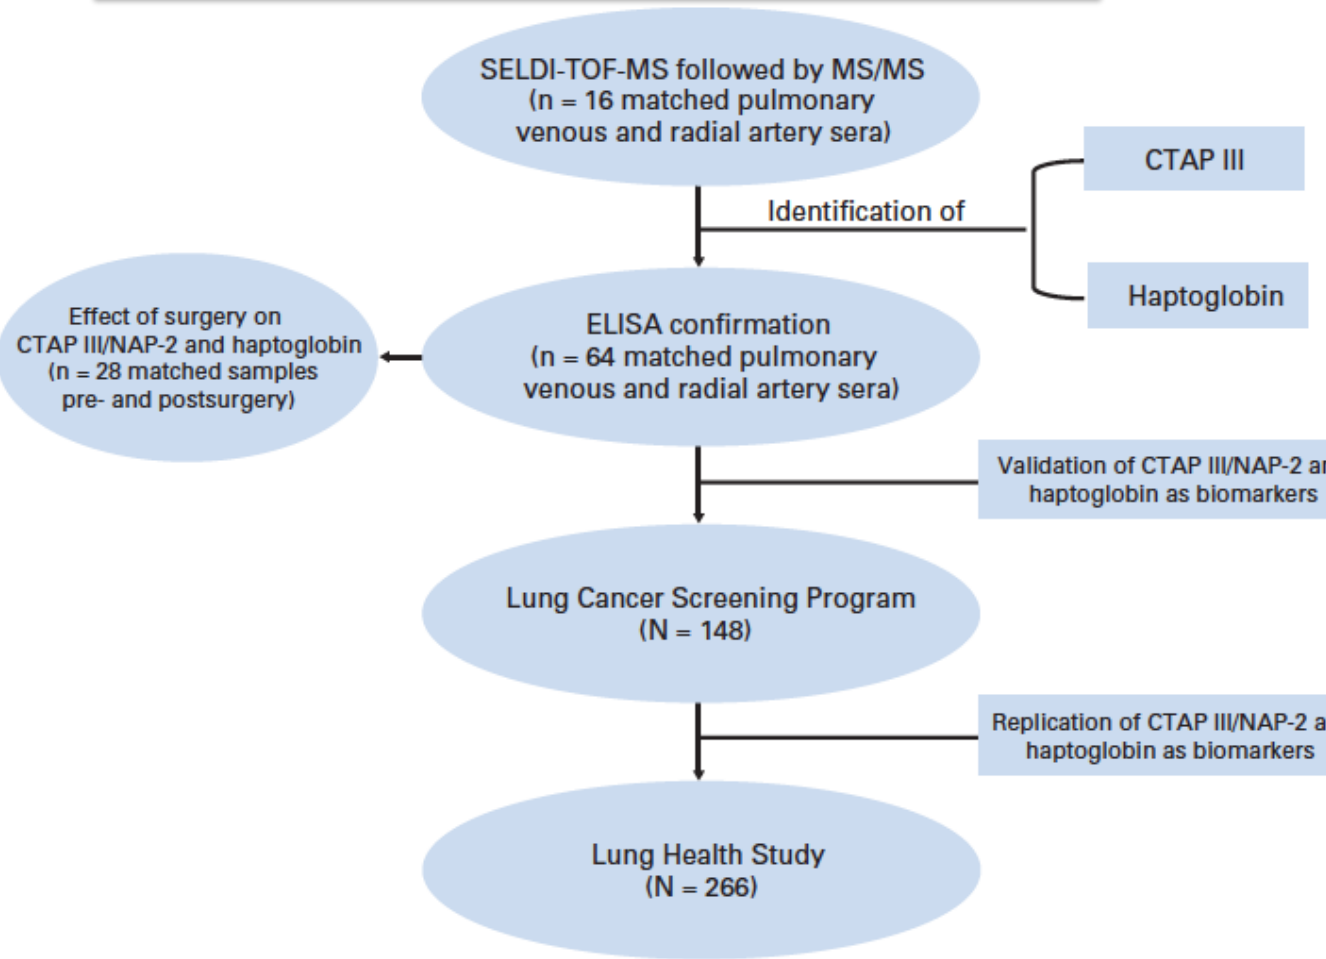 SELDI-TOF-MS followed by MS/MS
(n = 16 matched pulmonary
venous and radial artery sera)
CTAP III
Identification of
Haptoglobin
Effect of surgery on
CTAP III/NAP-2 and haptoglobin
(n = 28 matched samples
pre- and postsurgery)
ELISA confirmation
(n = 64 matched pulmonary
venous and radial artery sera)
Validation of CTAP III/NAP-2
haptoglobin as biomarkers
Lung Cancer Screening Program
(N = 148)
Replication of CTAP III/NAP-2
haptoglobin as biomarkers
Lung Health Study
(N = 266)